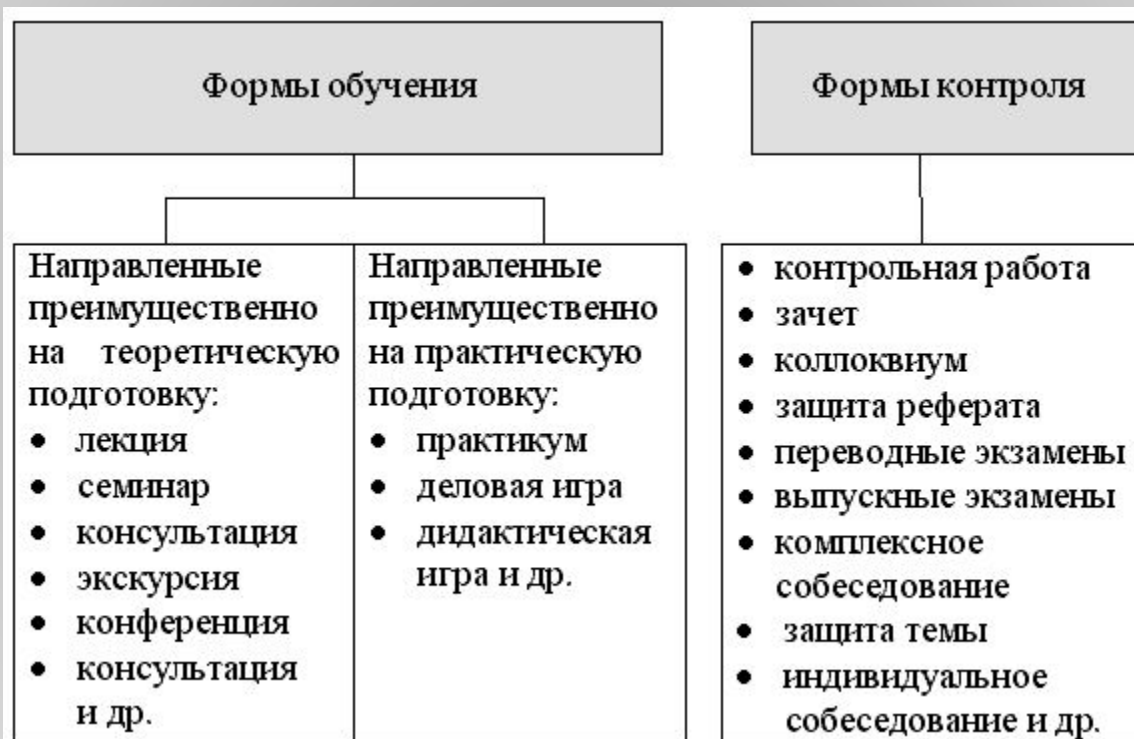 Формы обучения
Направленные
преимущественно
на теоретическую
подготовку:
• лекция
• семинар
• консультация
• экскурсия
• конференция
• консультация
и др.
Направленные
преимущественно
на практическую
подготовку:
• практикум
• деловая игра
• дидактическая
игра и др.
Формы контроля
• контрольная работа
• зачет
• коллоквиум
• защита реферата
• переводные экзамены
• выпускные экзамены
• комплексное
собеседование
• защита темы
• индивидуальное
собеседование и др.